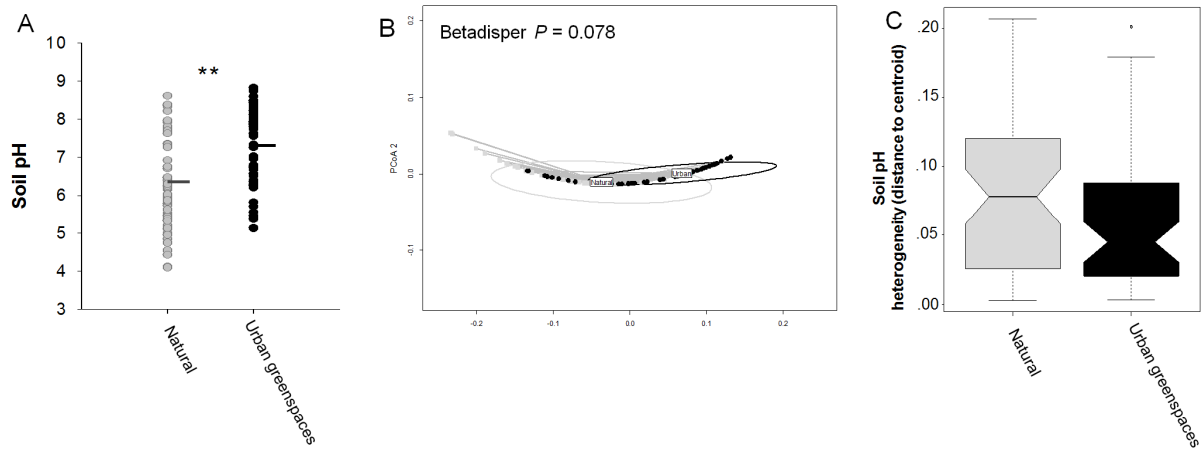 A
Soil pH
10
9
8
7
6
5
4
3
**
Natural
Urban greenspaces
B
Betadisper P = 0.078
PCoA 2
0.2
0.1
0.0
-0.1
Natural
Urban
-0.2
0.0
0.1
0.2
C
Soil pH
heterogeneity (distance to centroid)
.20
.15
.10
.05
.00
Natural
Urban greenspaces